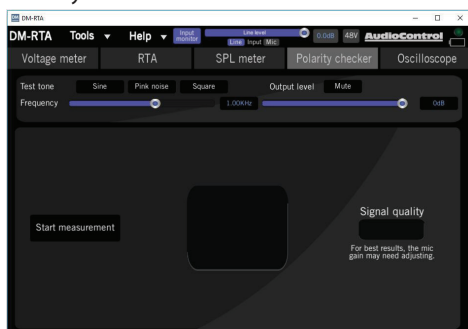 DM-RTA
DM-RTA Tools Help Input monitor Line level Line Input Mic 0.0dB 48V AudioControl
Voltage meter RTA SPL meter Polarity checker Oscilloscope
Test tone Sine Pink noise Square Output level Mute
Frequency 1.00KHz 0dB
Start measurement
Signal quality
For best results, the mic
gain may need adjusting.